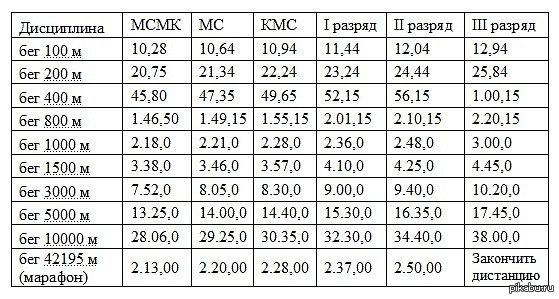 Дисциплина МСМК МС КМС I разряд II разряд III разряд
бег 100 м 10,28 10,64 10,94 11,44 12,04 12,94
бег 200 м 20,75 21,34 22,24 23,24 24,44 25,84
бег 400 м 45,80 47,35 49,65 52,15 56,15 1.00,15
бег 800 м 1.46,50 1.49,15 1.55,15 2.01,15 2.10,15 2.20,15
бег 1000 м 2.18,0 2.21,0 2.28,0 2.36,0 2.48,0 3.00,0
бег 1500 м 3.38,0 3.46,0 3.57,0 4.10,0 4.25,0 4.45,0
бег 3000 м 7.52,0 8.05,0 8.30,0 9.00,0 9.40,0 10.20,0
бег 5000 м 13.25,0 14.00,0 14.40,0 15.30,0 16.35,0 17.45,0
бег 10000 м 28.06,0 29.25,0 30.35,0 32.30,0 34.40,0 38.00,0
бег 42195 м
(марафон) 2.13,00 2.20,00 2.28,00 2.37,00 2.50,00 Закончить
дистанцию
pikabu.ru